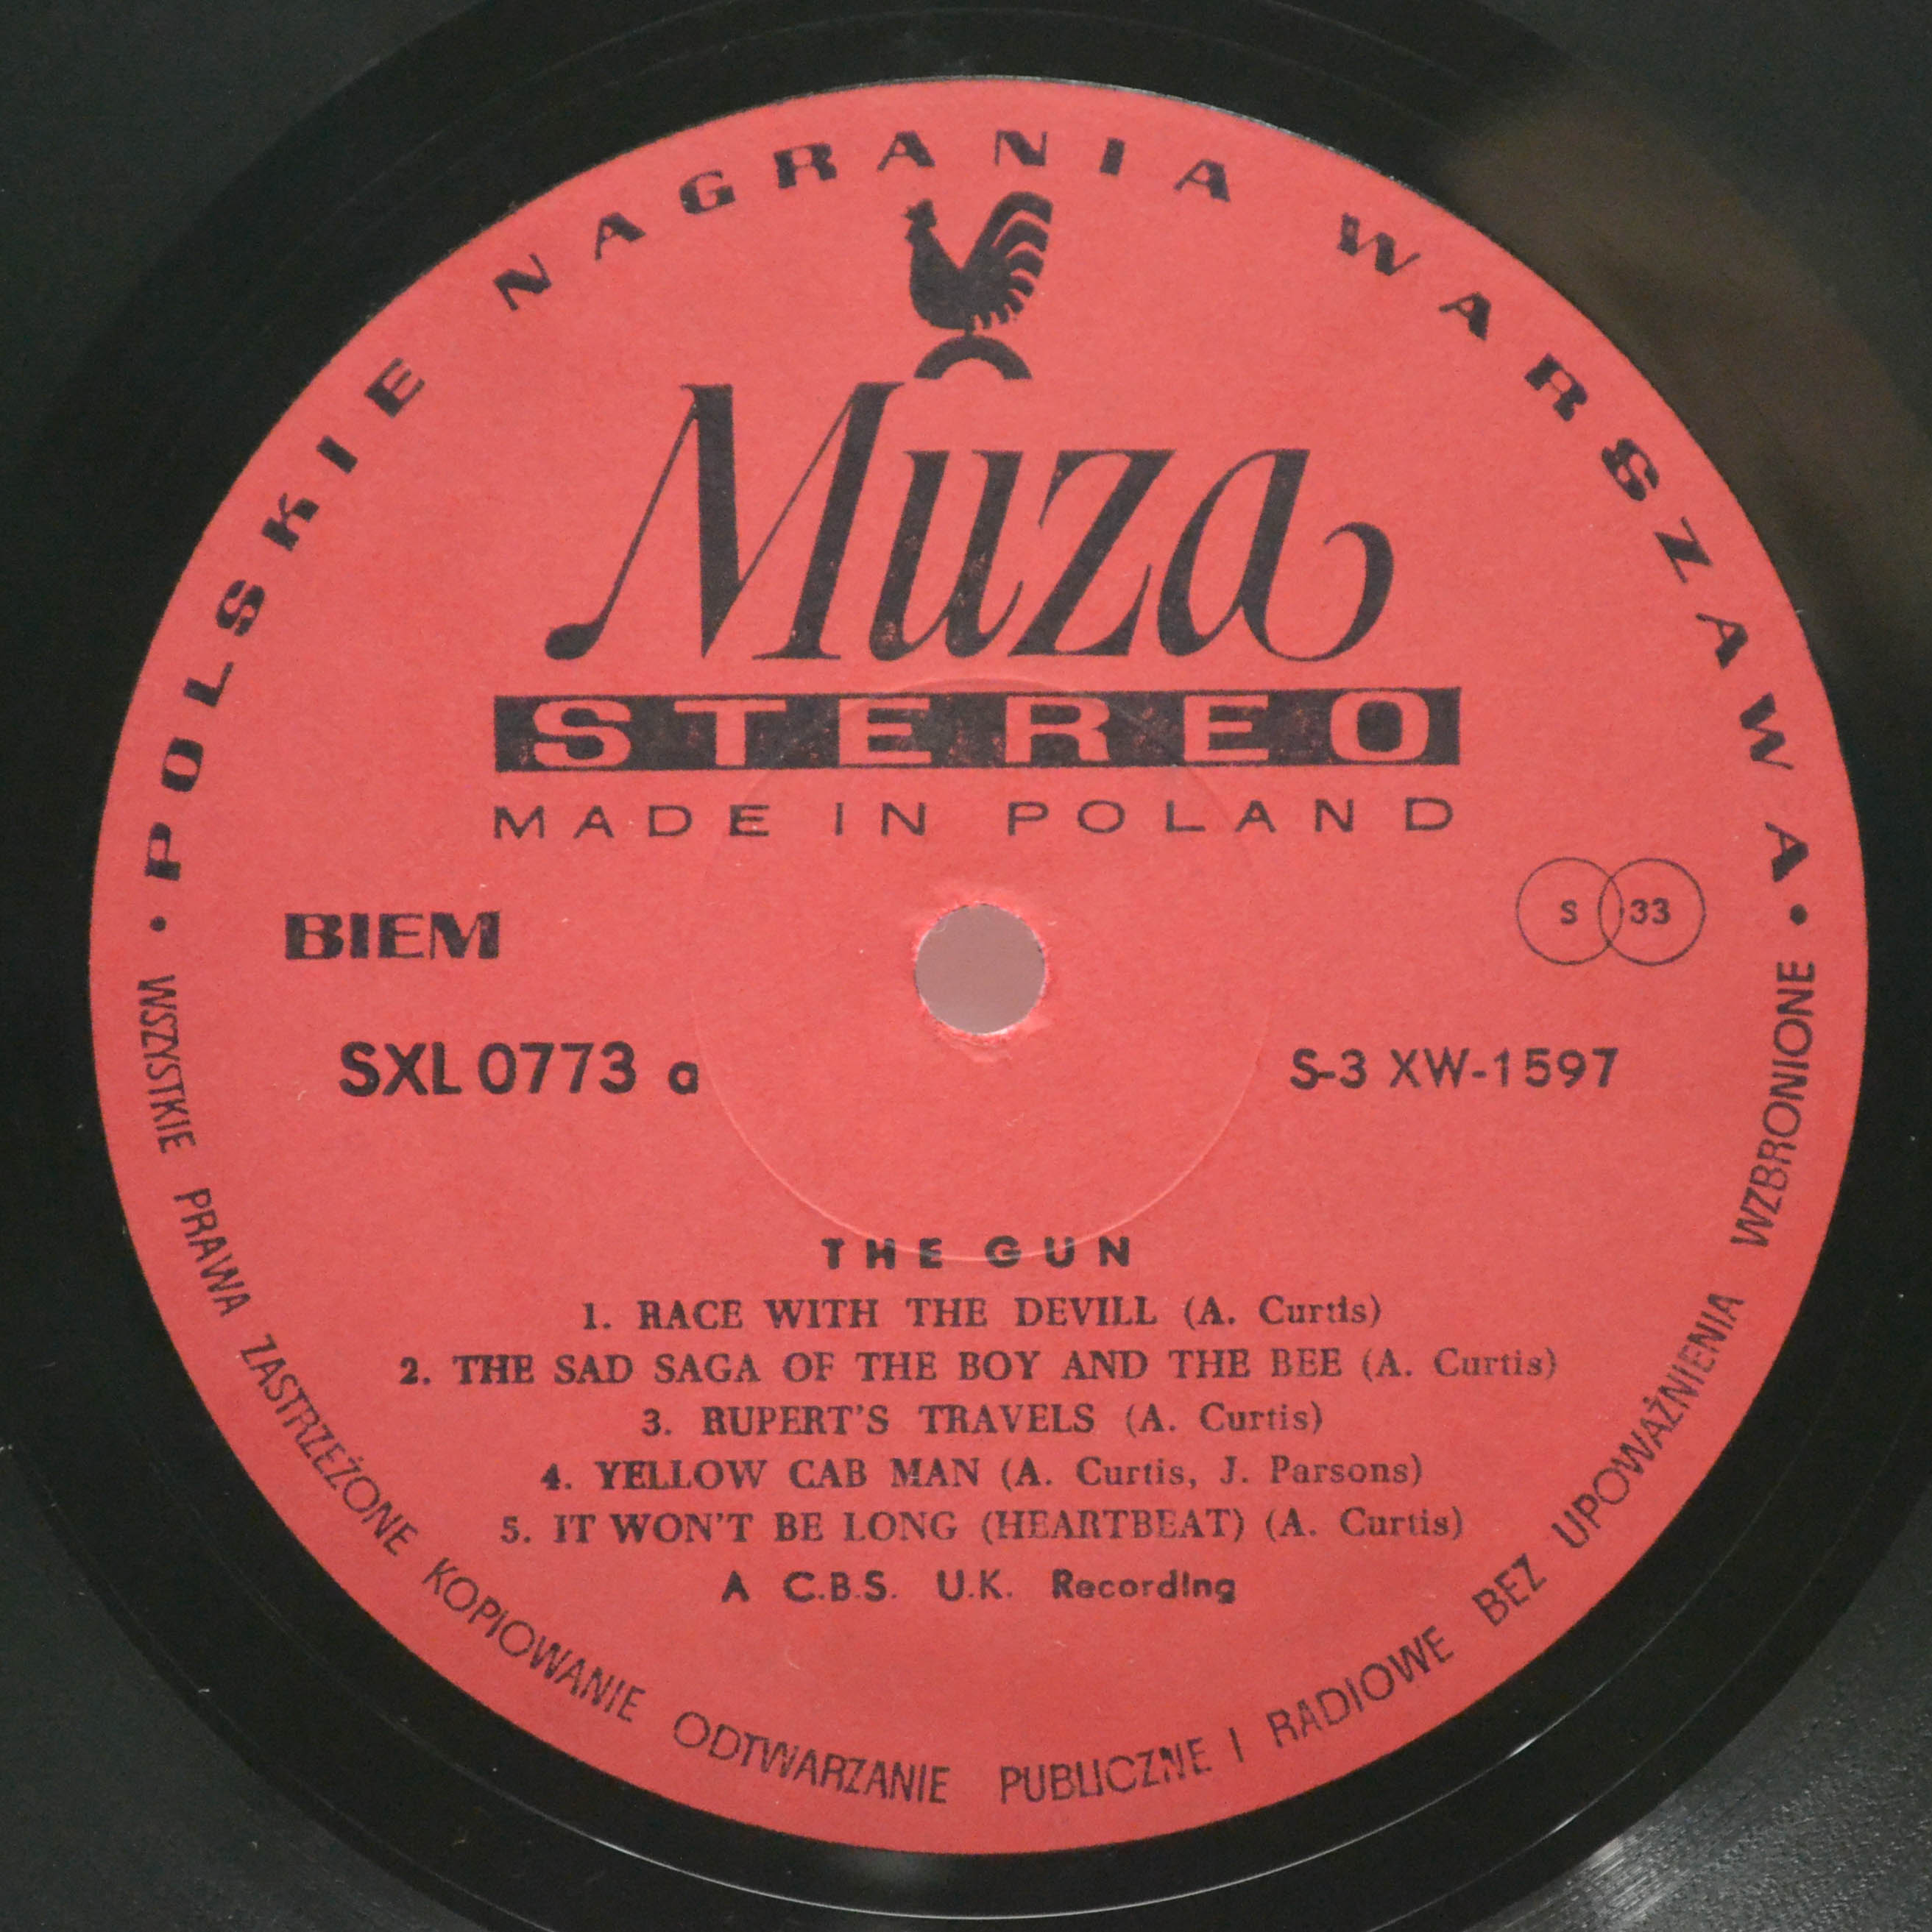 • POLSKIE NAGRANIA WARSZAWA •
Muza
STEREO
MADE IN POLAND
BIEM
S 33
SXL 0773 a
S-3 XW-1597
THE GUN
1. RACE WITH THE DEVILL (A. Curtis)
2. THE SAD SAGA OF THE BOY AND THE BEE (A. Curtis)
3. RUPERT'S TRAVELS (A. Curtis)
4. YELLOW CAB MAN (A. Curtis, J. Parsons)
5. IT WON'T BE LONG (HEARTBEAT) (A. Curtis)
A C.B.S. U.K. Recording
WSZYSTKIE PRAWA ZASTRZEŻONE KOPIOWANIE ODTWARZANIE PUBLICZNE I RADIOWE BEZ UPOWAŻNIENIA WZBRONIONE